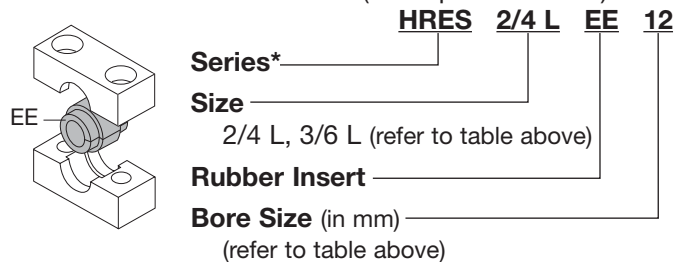 HRES 2/4 L EE 12
Series*
Size
EE
2/4 L, 3/6 L (refer to table above)
Rubber Insert
Bore Size (in mm)
(refer to table above)